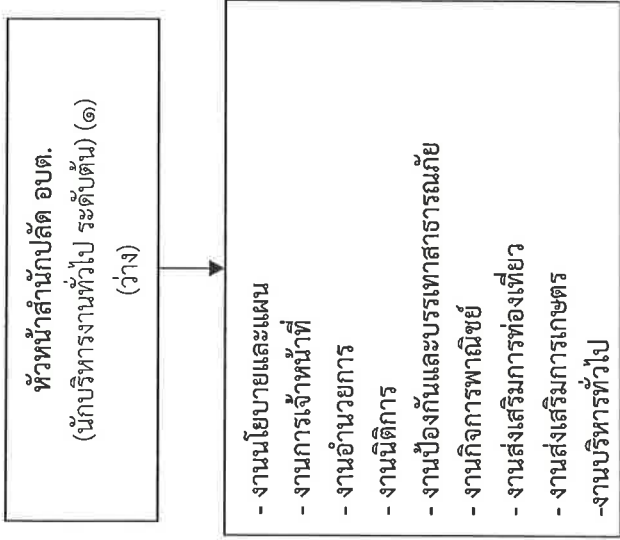 หัวหน้าสำนักปลัด อบต.
(นักบริหารงานทั่วไป ระดับต้น) (๑)
(ว่าง)
- งานนโยบายและแผน
- งานการเจ้าหน้าที่
- งานอำนวยการ
- งานนิติการ
- งานป้องกันและบรรเทาสาธารณภัย
- งานกิจการพาณิชย์
- งานส่งเสริมการท่องเที่ยว
- งานส่งเสริมการเกษตร
-งานบริหารทั่วไป